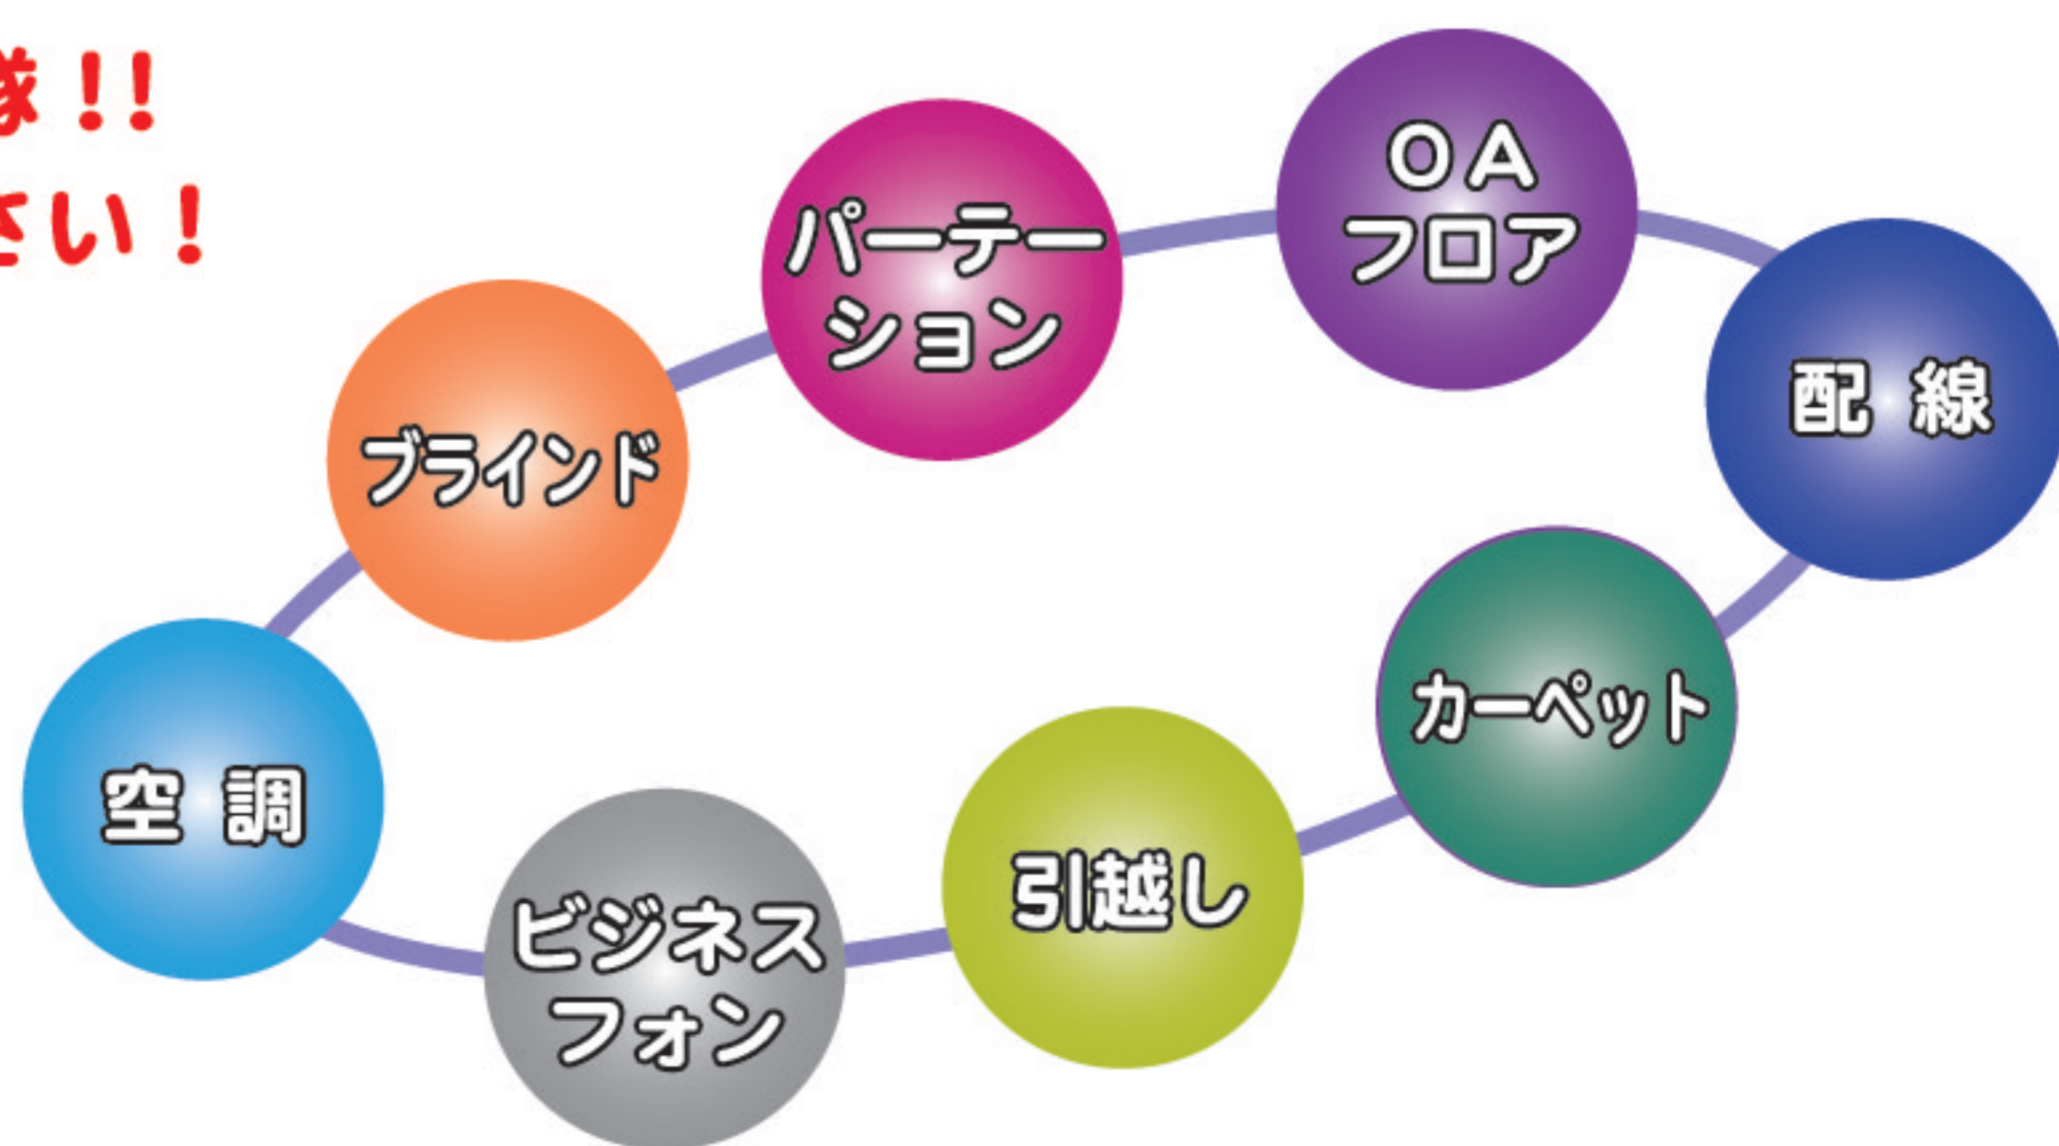 隊!!
さい!
パーテー
ション
OA
フロア
ブラインド
配線
カーペット
空調
引越し
ビジネス
フォン